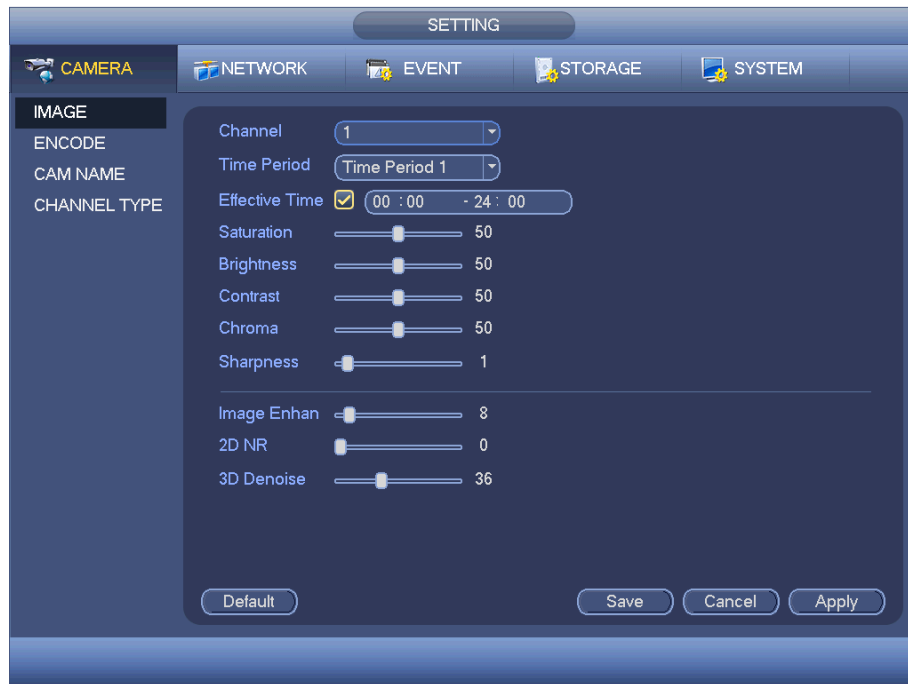 SETTING
CAMERA NETWORK EVENT STORAGE SYSTEM
IMAGE
ENCODE
CAM NAME
CHANNEL TYPE
Channel 1
Time Period Time Period 1
Effective Time 00 : 00 - 24 : 00
Saturation 50
Brightness 50
Contrast 50
Chroma 50
Sharpness 1
Image Enhan 8
2D NR 0
3D Denoise 36
Default Save Cancel Apply